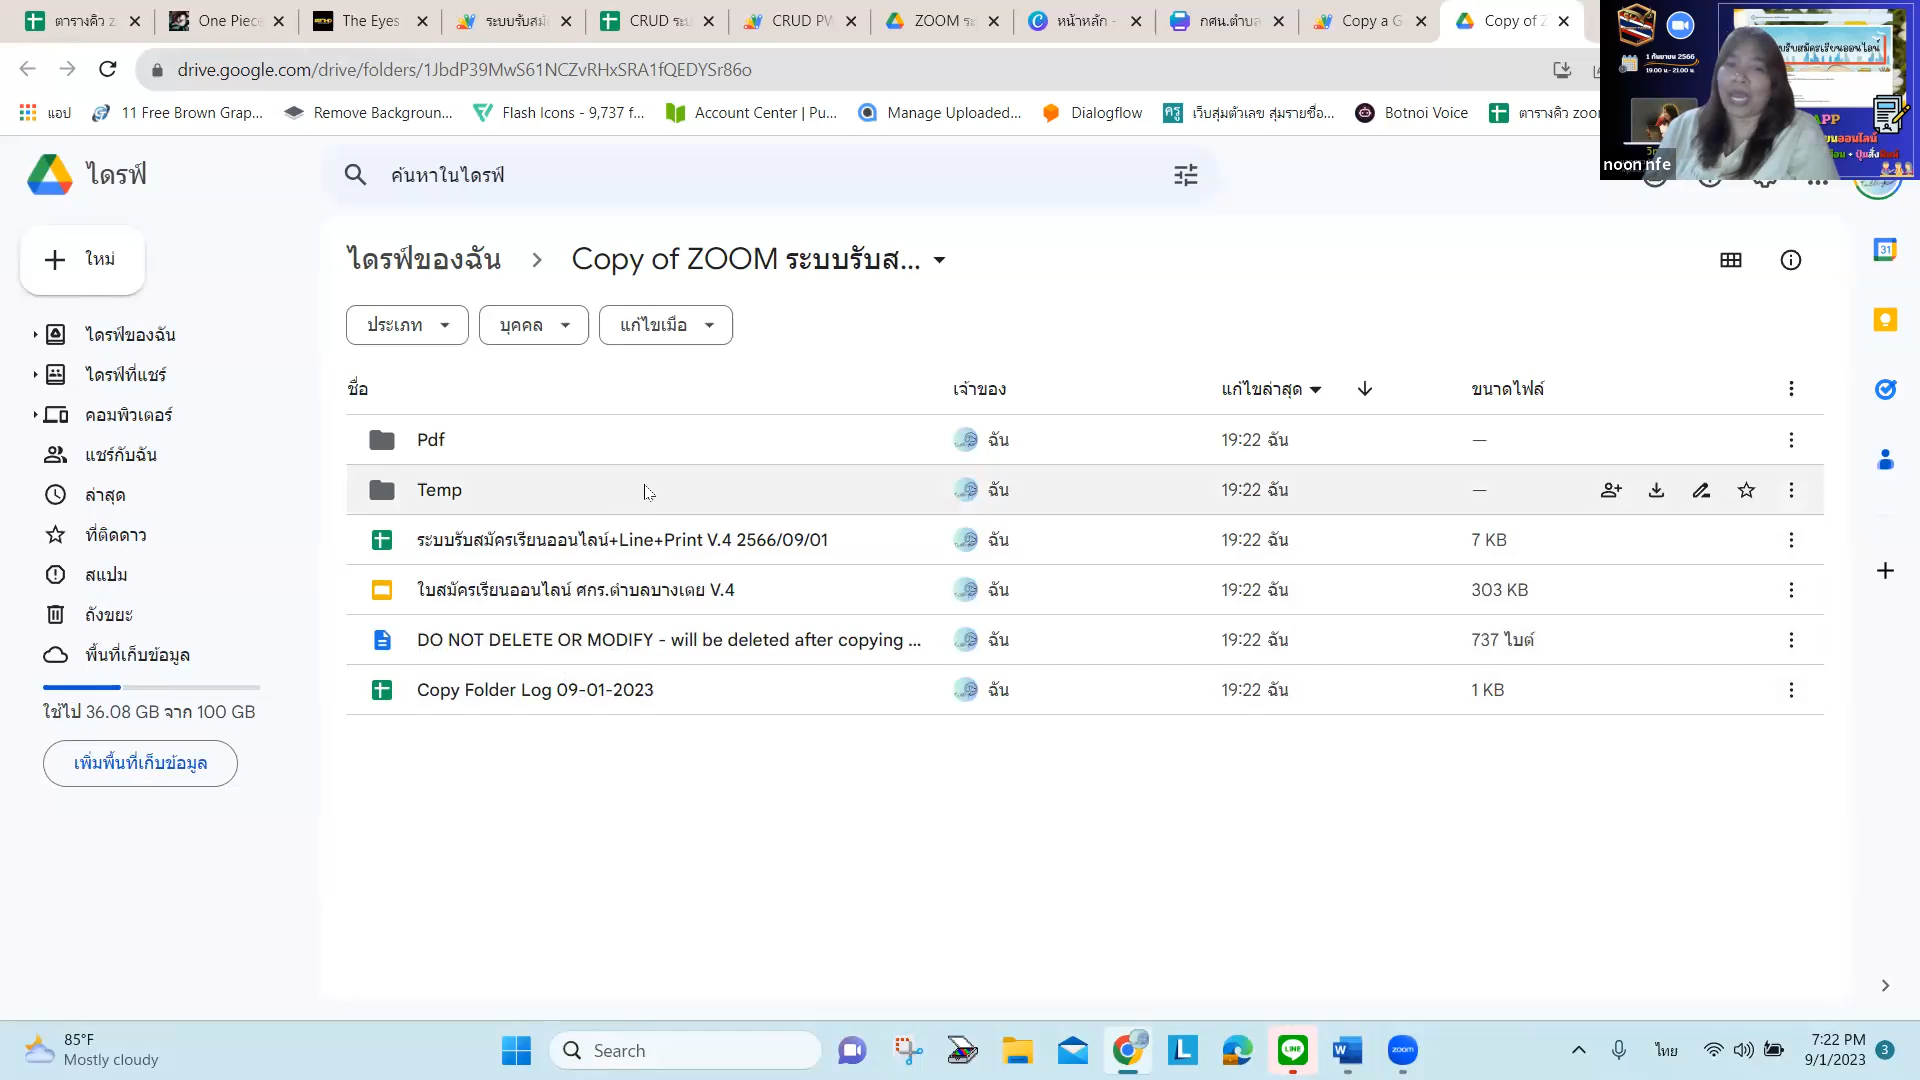 ตารางคิว z
One Piece
The Eyes
ระบบรับสมั
CRUD ระบ
CRUD PW
ZOOM ระ
หน้าหลัก -
กศน.ตำบล
Copy a G
Copy of Z
drive.google.com/drive/folders/1JbdP39MwS61NCZvRHxSRA1fQEDYSr86o
แอป
11 Free Brown Grap...
Remove Backgroun...
Flash Icons - 9,737 f...
Account Center | Pu...
Manage Uploaded...
Dialogflow
เว็บสุ่มตัวเลข สุ่มรายชื่อ...
Botnoi Voice
ตารางคิว zoo
1 กันยายน 2566
19.00 น.- 21.00 น.
noon nfe
ไดรฟ์
ค้นหาในไดรฟ์
ใหม่
ไดรฟ์ของฉัน
ไดรฟ์ที่แชร์
คอมพิวเตอร์
แชร์กับฉัน
ล่าสุด
ที่ติดดาว
สแปม
ถังขยะ
พื้นที่เก็บข้อมูล
ใช้ไป 36.08 GB จาก 100 GB
เพิ่มพื้นที่เก็บข้อมูล
ไดรฟ์ของฉัน > Copy of ZOOM ระบบรับส...
ประเภท บุคคล แก้ไขเมื่อ
ชื่อ เจ้าของ แก้ไขล่าสุด ขนาดไฟล์
Pdf ฉัน 19:22 ฉัน —
Temp ฉัน 19:22 ฉัน —
ระบบรับสมัครเรียนออนไลน์+Line+Print V.4 2566/09/01 ฉัน 19:22 ฉัน 7 KB
ใบสมัครเรียนออนไลน์ ศกร.ตำบลบางเตย V.4 ฉัน 19:22 ฉัน 303 KB
DO NOT DELETE OR MODIFY - will be deleted after copying ... ฉัน 19:22 ฉัน 737 ไบต์
Copy Folder Log 09-01-2023 ฉัน 19:22 ฉัน 1 KB
85°F
Mostly cloudy
Search
ไทย
7:22 PM
9/1/2023
3